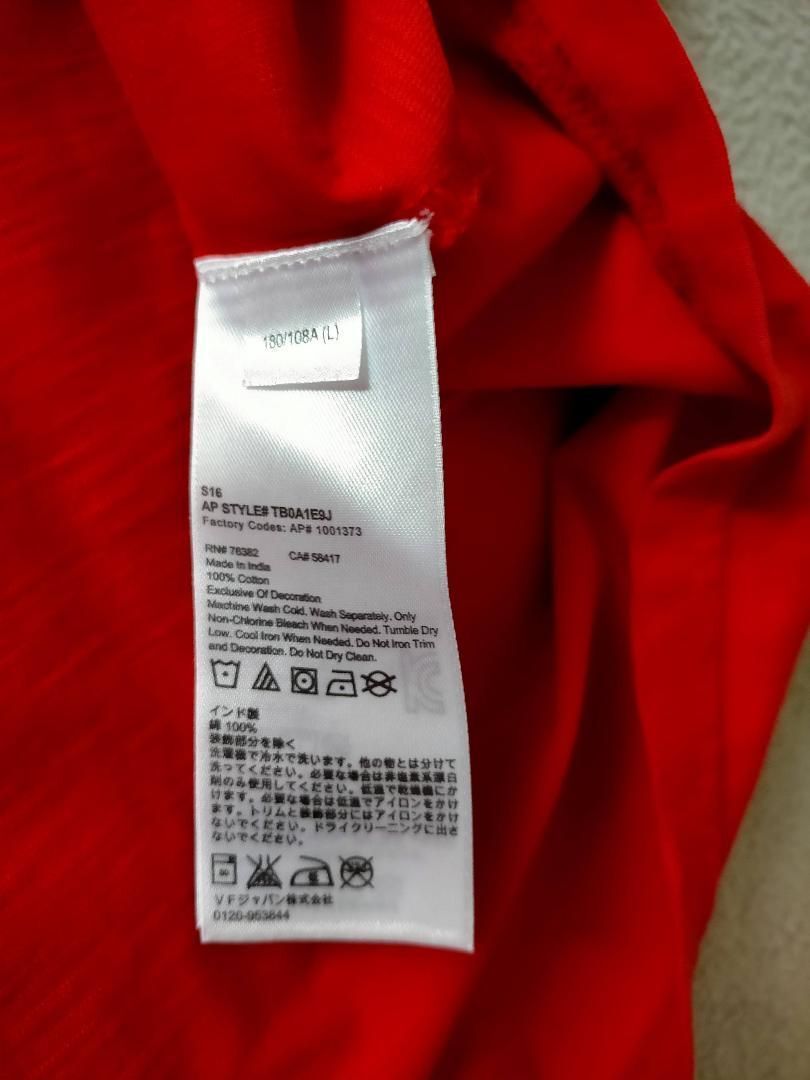 180/108A (L)
S16
AP STYLE# TB0A1E9J
Factory Codes: AP# 1001373
RN# 76382 CA# 56417
Made In India
100% Cotton
Exclusive Of Decoration
Machine Wash Cold. Wash Separately. Only
Non-Chlorine Bleach When Needed. Tumble Dry
Low. Cool Iron When Needed. Do Not Iron Trim
and Decoration. Do Not Dry Clean.
インド製
綿 100%
装飾部分を除く
洗濯機で冷水で洗います。他の物とは分けて
洗ってください。必要な場合は非塩素系漂白
剤のみ使用してください。低温で乾燥機にか
けます。必要な場合は低温でアイロンをかけ
ます。トリムと装飾部分にはアイロンをかけ
ないでください。ドライクリーニングに出さ
ないでください。
VFジャパン株式会社
0120-953844